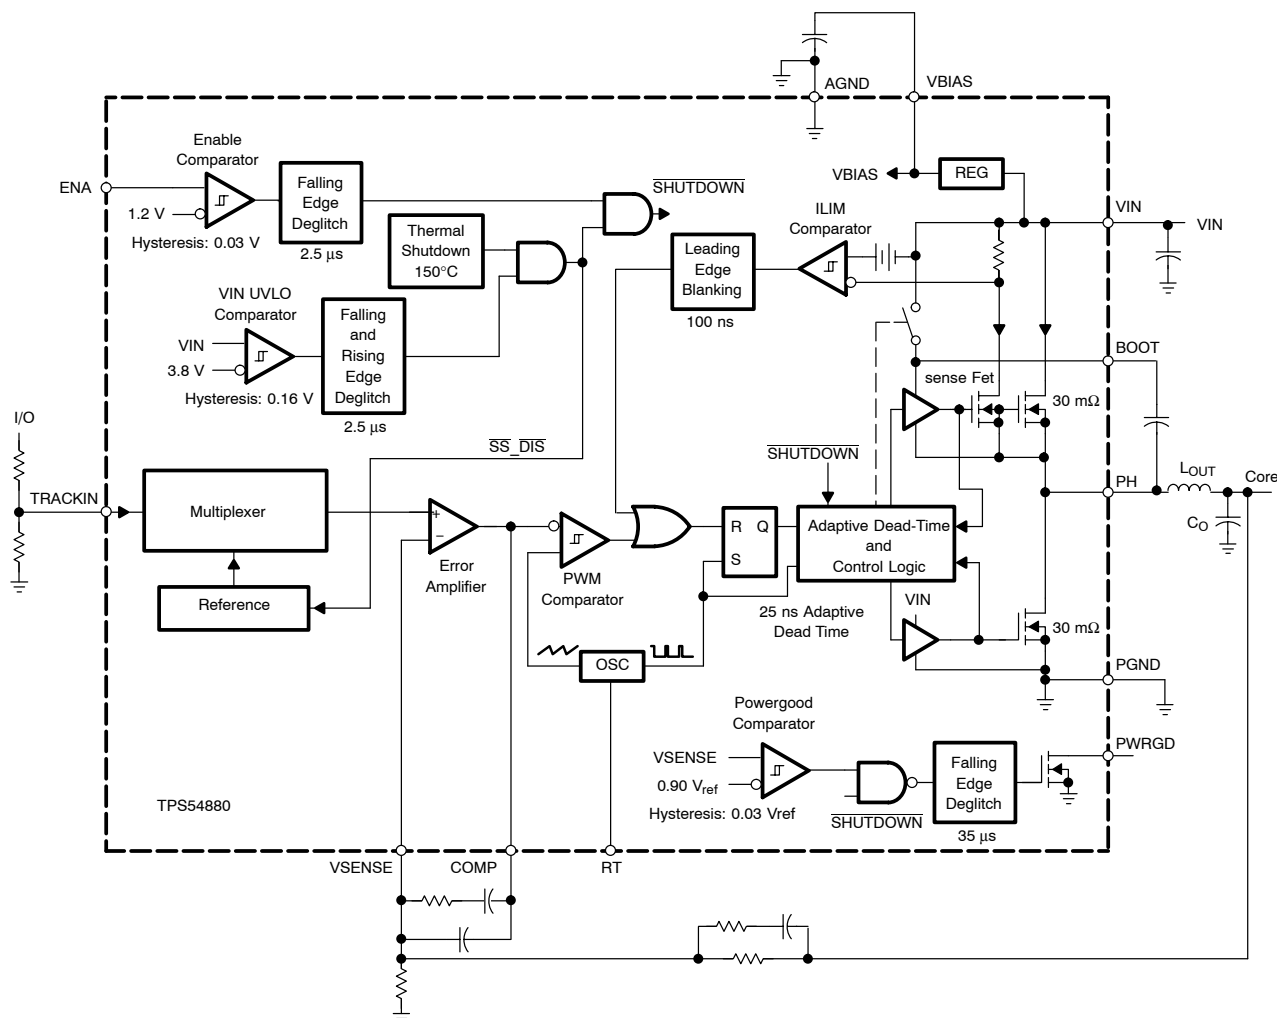 AGND
VBIAS
Enable
Comparator
ENA
1.2 V
Hysteresis: 0.03 V
Falling
Edge
Deglitch
2.5 μs
SHUTDOWN
VBIAS
REG
VIN
VIN
Thermal
Shutdown
150°C
ILIM
Comparator
Leading
Edge
Blanking
100 ns
VIN UVLO
Comparator
VIN
3.8 V
Hysteresis: 0.16 V
Falling
and
Rising
Edge
Deglitch
2.5 μs
BOOT
sense Fet
30 mΩ
I/O
SS_DIS
SHUTDOWN
TRACKIN
Multiplexer
Reference
+
−
Error
Amplifier
PWM
Comparator
R Q
S
Adaptive Dead-Time
and
Control Logic
PH
LOUT
Core
CO
25 ns Adaptive
Dead Time
VIN
30 mΩ
OSC
PGND
Powergood
Comparator
VSENSE
0.90 Vref
Hysteresis: 0.03 Vref
SHUTDOWN
Falling
Edge
Deglitch
35 μs
PWRGD
TPS54880
VSENSE
COMP
RT